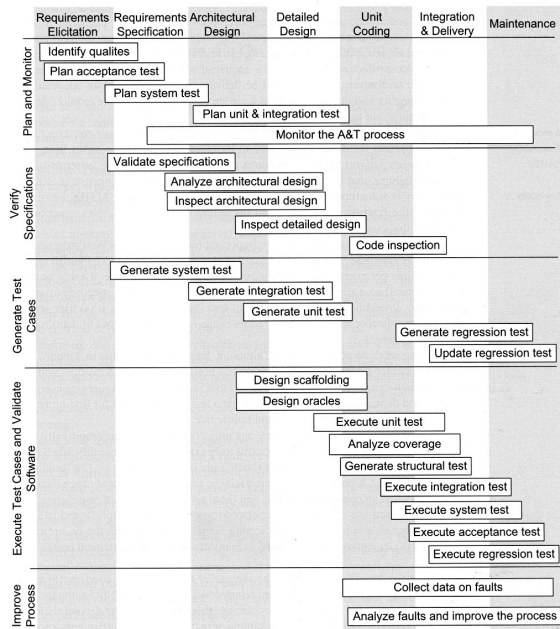 Requirements Elicitation
Requirements Specification
Architectural Design
Detailed Design
Unit Coding
Integration & Delivery
Maintenance
Plan and Monitor
Identify qualites
Plan acceptance test
Plan system test
Plan unit & integration test
Monitor the A&T process
Verify Specifications
Validate specifications
Analyze architectural design
Inspect architectural design
Inspect detailed design
Code inspection
Generate Test Cases
Generate system test
Generate integration test
Generate unit test
Generate regression test
Update regression test
Execute Test Cases and Validate Software
Design scaffolding
Design oracles
Execute unit test
Analyze coverage
Generate structural test
Execute integration test
Execute system test
Execute acceptance test
Execute regression test
Improve Process
Collect data on faults
Analyze faults and improve the process